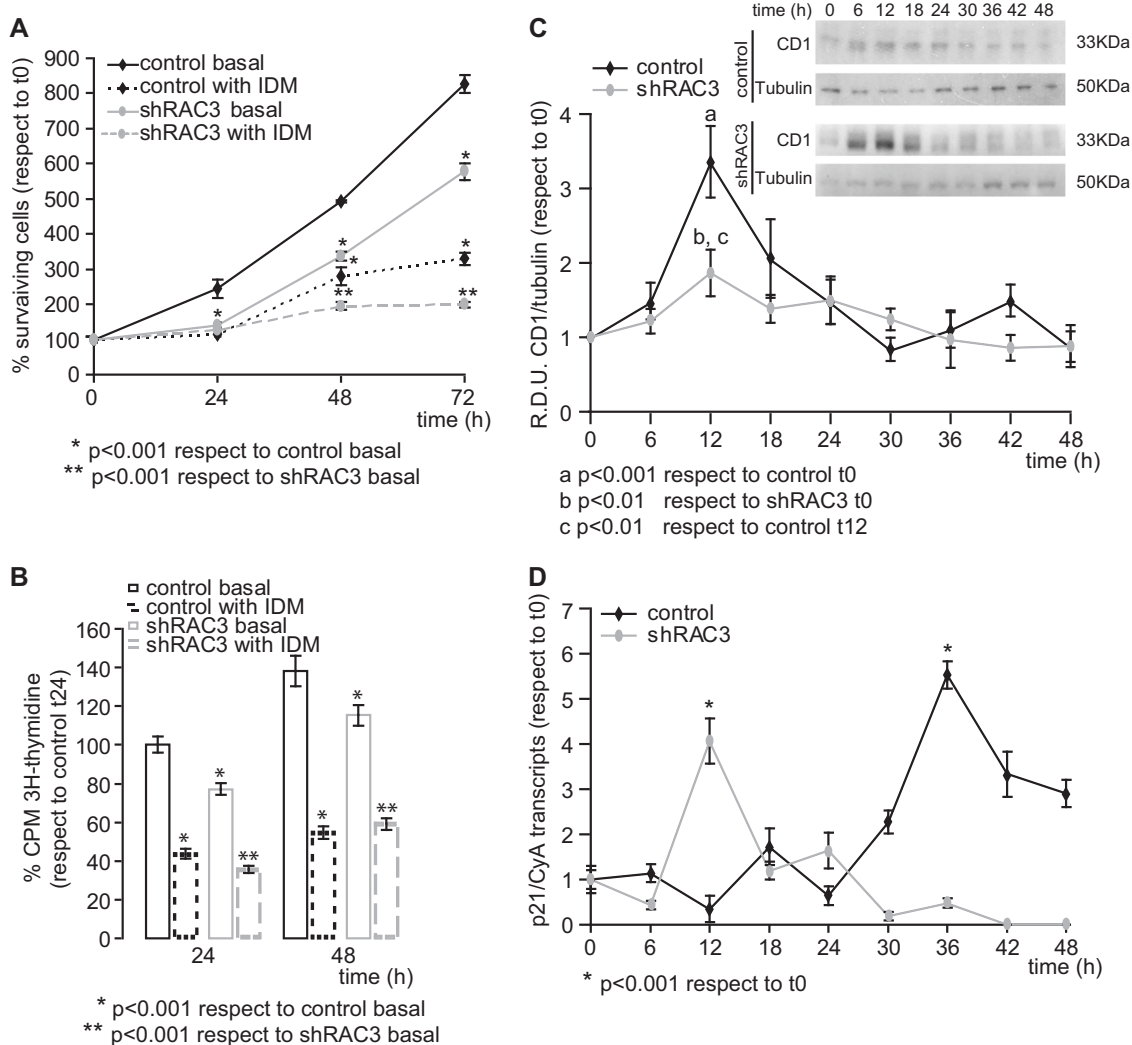 A
control basal
control with IDM
shRAC3 basal
shRAC3 with IDM
% survaiving cells (respect to t0)
900
800
700
600
500
400
300
200
100
0
*
*
*
*
*
**
**
0 24 48 72
time (h)
* p<0.001 respect to control basal
** p<0.001 respect to shRAC3 basal
B
control basal
control with IDM
shRAC3 basal
shRAC3 with IDM
% CPM 3H-thymidine
(respect to control t24)
160
140
120
100
80
60
40
20
0
*
*
**
*
*
**
24 48
time (h)
* p<0.001 respect to control basal
** p<0.001 respect to shRAC3 basal
C
time (h) 0 6 12 18 24 30 36 42 48
control
CD1 33KDa
Tubulin 50KDa
shRAC3
CD1 33KDa
Tubulin 50KDa
control
shRAC3
R.D.U. CD1/tubulin (respect to t0)
4
3
2
1
0
a
b, c
0 6 12 18 24 30 36 42 48
time (h)
a p<0.001 respect to control t0
b p<0.01 respect to shRAC3 t0
c p<0.01 respect to control t12
D
control
shRAC3
p21/CyA transcripts (respect to t0)
7
6
5
4
3
2
1
0
*
*
0 6 12 18 24 30 36 42 48
time (h)
* p<0.001 respect to t0